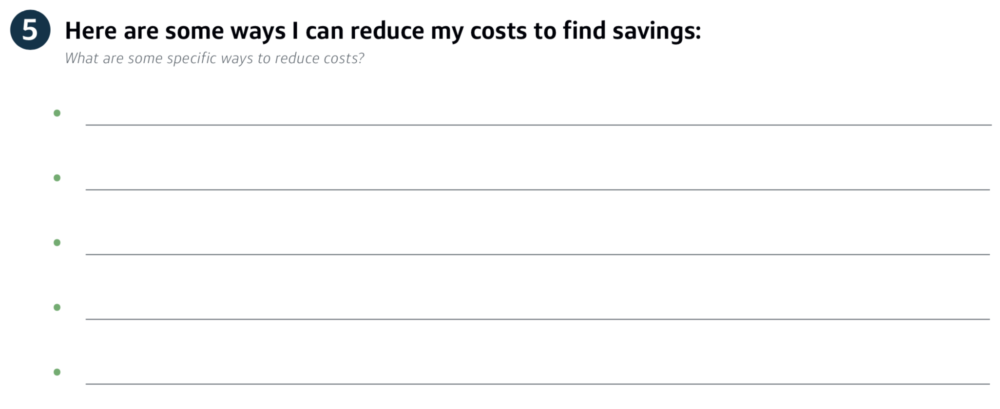 5 Here are some ways I can reduce my costs to find savings:
What are some specific ways to reduce costs?